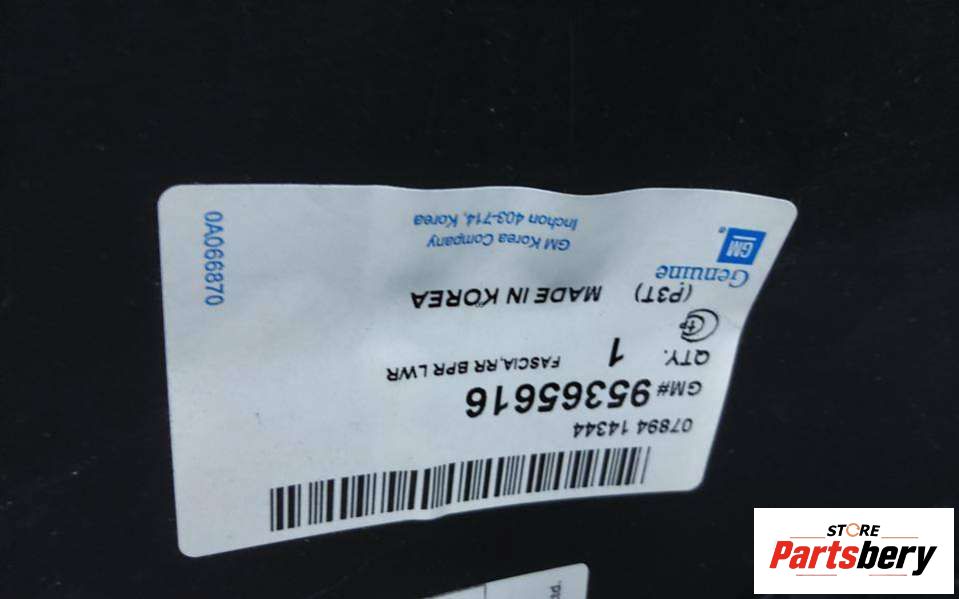 07894 14344
GM# 95365616
FASCIA,RR BPR LWR
QTY. 1
(P3T) MADE IN KOREA
Genuine
GM
GM Korea Company
Inchon 403-714, Korea
0A066870
Ltd.
STORE
Partsbery